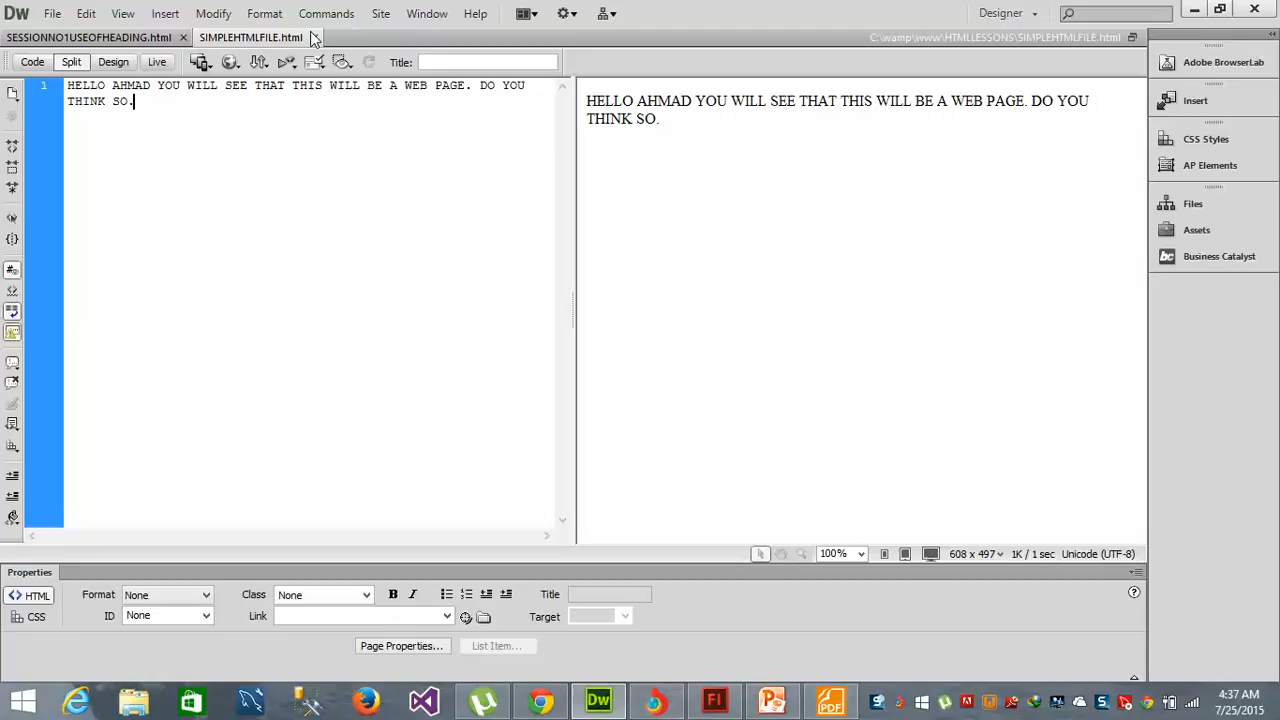 Dw File Edit View Insert Modify Format Commands Site Window Help Designer
SESSIONNO1USEOFHEADING.html SIMPLEHTMLFILE.html C:\wamp\www\HTMLLESSONS\SIMPLEHTMLFILE.html
Code Split Design Live Title:
1 HELLO AHMAD YOU WILL SEE THAT THIS WILL BE A WEB PAGE. DO YOU
THINK SO.
HELLO AHMAD YOU WILL SEE THAT THIS WILL BE A WEB PAGE. DO YOU
THINK SO.
Adobe BrowserLab
Insert
CSS Styles
AP Elements
Files
Assets
bc Business Catalyst
100% 608 x 497 1K / 1 sec Unicode (UTF-8)
Properties
<> HTML Format None Class None B I Title
CSS ID None Link Target
Page Properties... List Item...
Dw Fl PDF
4:37 AM
7/25/2015